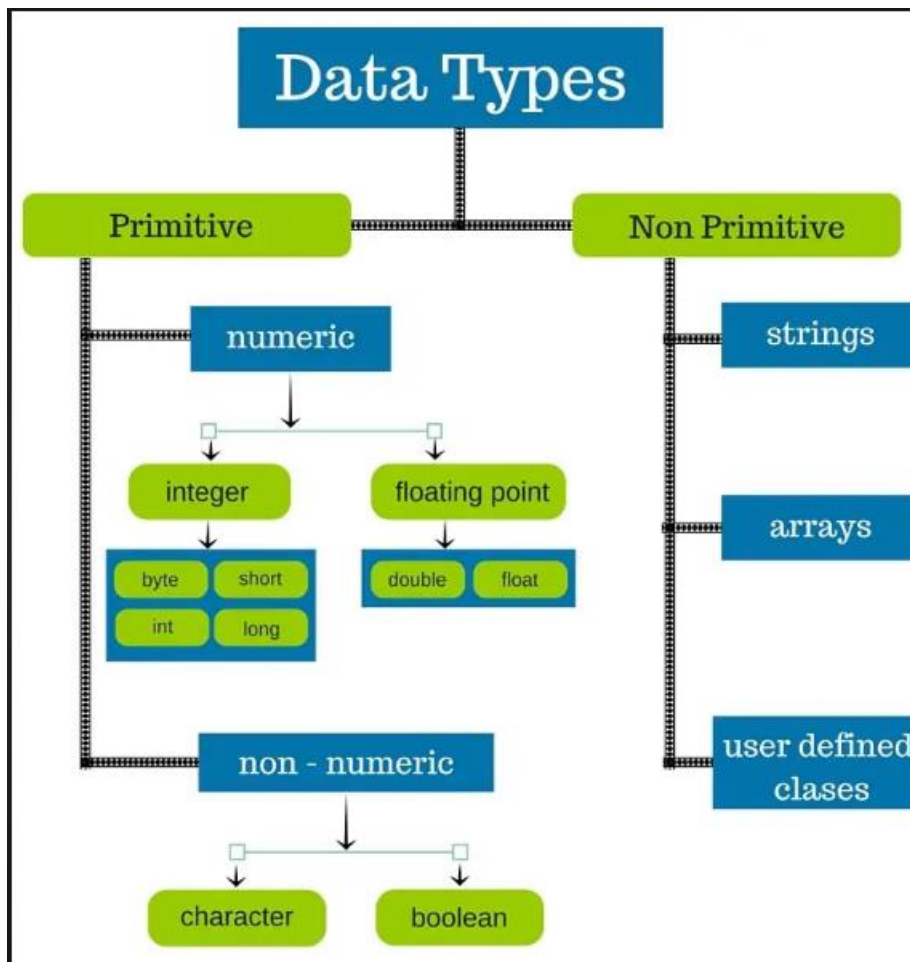 Data Types
Primitive
Non Primitive
numeric
strings
integer
floating point
byte
short
int
long
double
float
arrays
non - numeric
user defined
clases
character
boolean